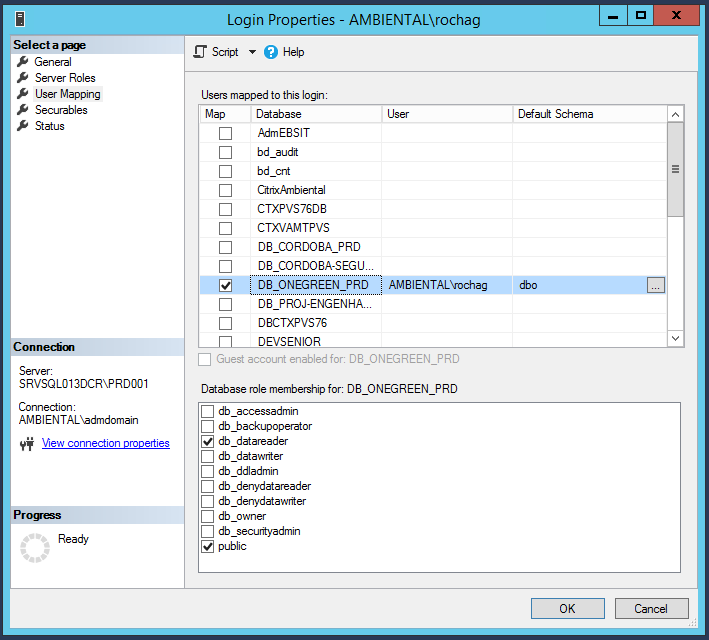 Login Properties - AMBIENTAL\rochag
Select a page
General
Server Roles
User Mapping
Securables
Status
Connection
Server:
SRVSQL013DCR\PRD001
Connection:
AMBIENTAL\admdomain
View connection properties
Progress
Ready
Script Help
Users mapped to this login:
Map Database User Default Schema
AdmEBSIT
bd_audit
bd_cnt
CitrixAmbiental
CTXPVS76DB
CTXVAMTPVS
DB_CORDOBA_PRD
DB_CORDOBA-SEGU...
DB_ONEGREEN_PRD AMBIENTAL\rochag dbo ...
DB_PROJ-ENGENHA...
DBCTXPVS76
DEVSENIOR
Guest account enabled for: DB_ONEGREEN_PRD
Database role membership for: DB_ONEGREEN_PRD
db_accessadmin
db_backupoperator
db_datareader
db_datawriter
db_ddladmin
db_denydatareader
db_denydatawriter
db_owner
db_securityadmin
public
OK Cancel